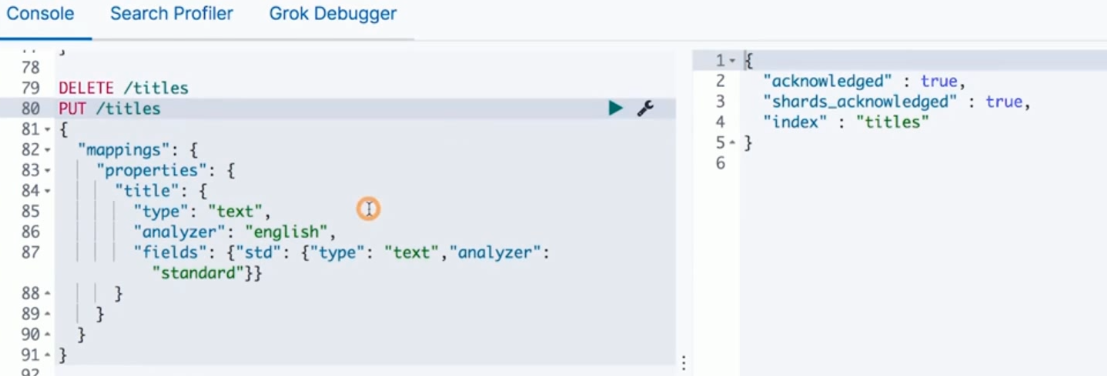 Console Search Profiler Grok Debugger
78
79 DELETE /titles
80 PUT /titles
81 {
82 "mappings": {
83 "properties": {
84 "title": {
85 "type": "text",
86 "analyzer": "english",
87 "fields": {"std": {"type": "text","analyzer":
"standard"}}
88 }
89 }
90 }
91 }
1 {
2 "acknowledged" : true,
3 "shards_acknowledged" : true,
4 "index" : "titles"
5 }
6